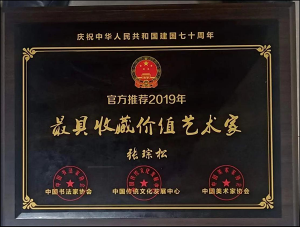 庆祝中华人民共和国建国七十周年
官方推荐2019年
最具收藏价值艺术家
张琮松
中国书法家协会
中国传统文化发展中心
中国美术家协会